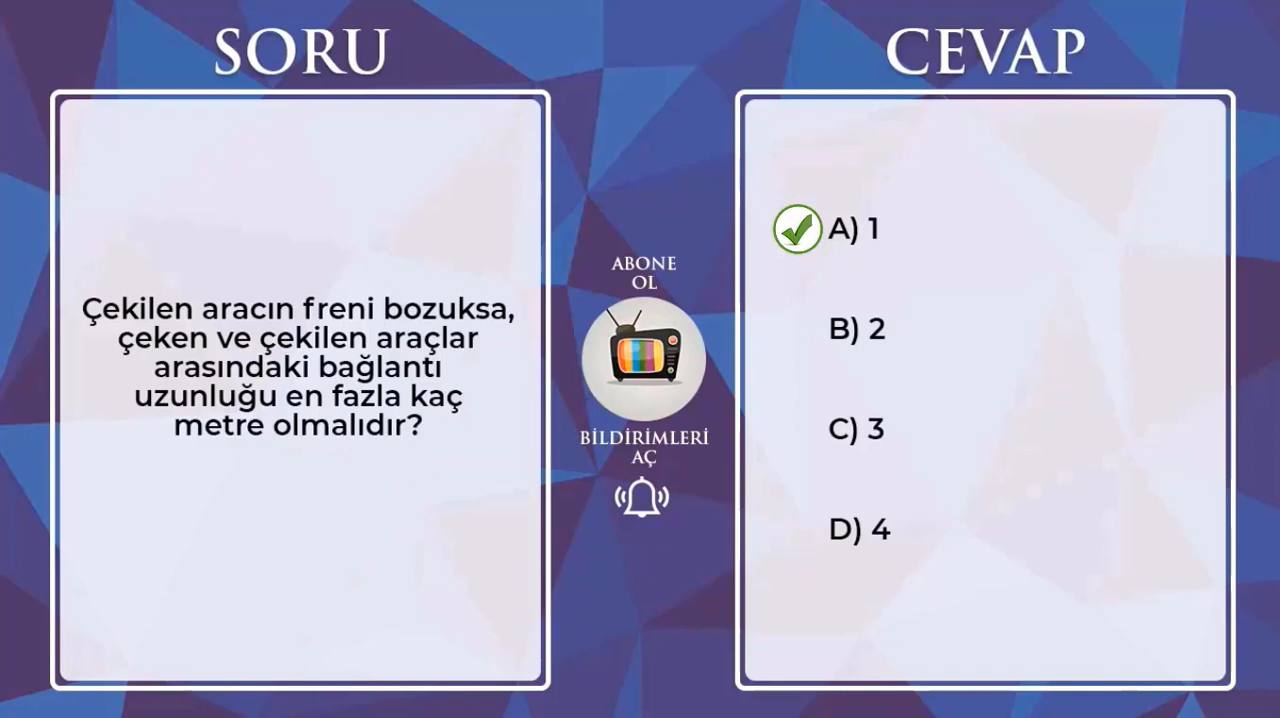 SORU
Çekilen aracın freni bozuksa,
çeken ve çekilen araçlar
arasındaki bağlantı
uzunluğu en fazla kaç
metre olmalıdır?
ABONE
OL
BİLDİRİMLERİ
AÇ
CEVAP
A) 1
B) 2
C) 3
D) 4